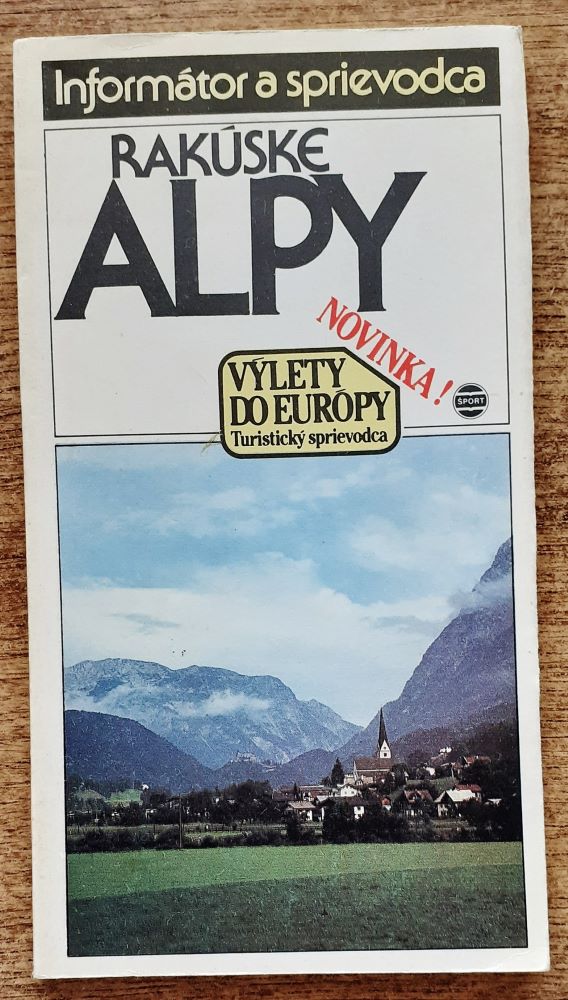 Informátor a sprievodca
RAKÚSKE
ALPY
NOVINKA!
ŠPORT
VÝLETY
DO EURÓPY
Turistický sprievodca